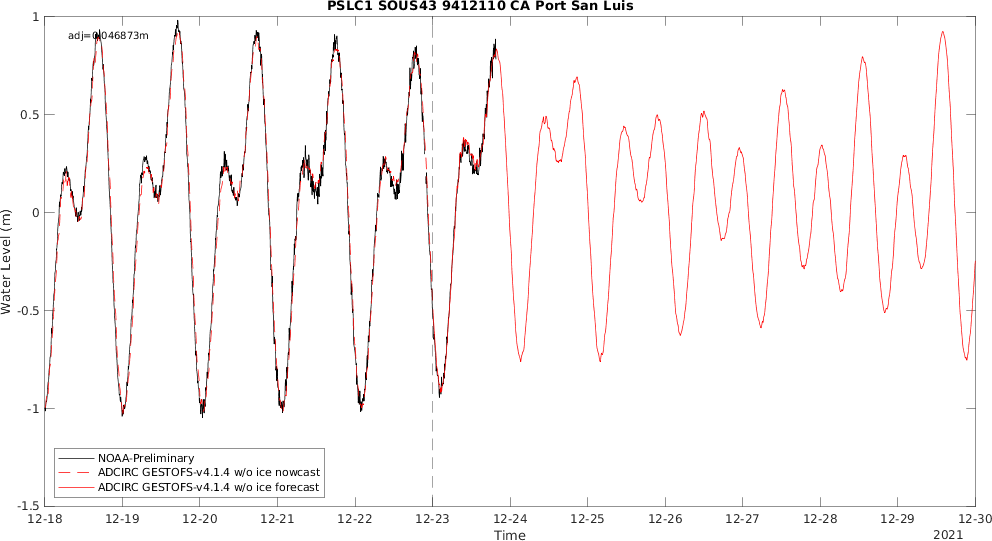 PSLC1 SOUS43 9412110 CA Port San Luis
adj=0.046873m
1
0.5
0
-0.5
-1
-1.5
Water Level (m)
NOAA-Preliminary
ADCIRC GESTOFS-v4.1.4 w/o ice nowcast
ADCIRC GESTOFS-v4.1.4 w/o ice forecast
12-18 12-19 12-20 12-21 12-22 12-23 12-24 12-25 12-26 12-27 12-28 12-29 12-30
Time
2021